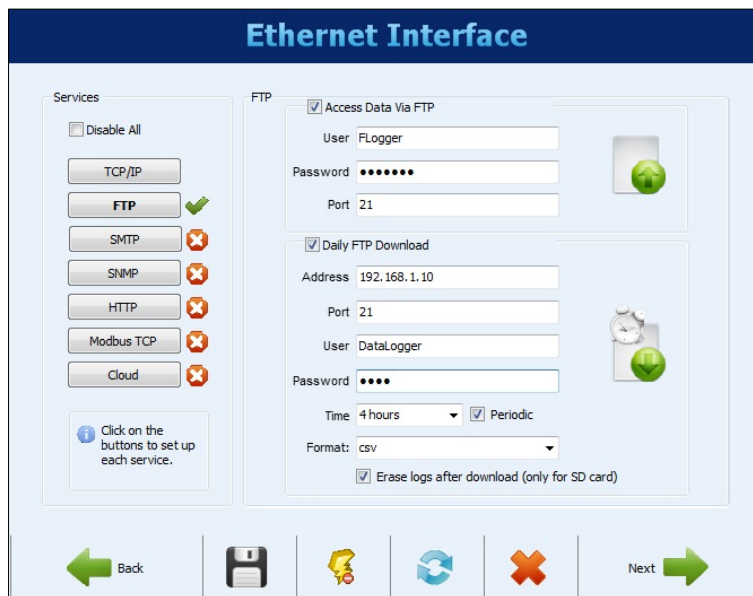 Ethernet Interface
Services
Disable All
TCP/IP
FTP
SMTP
SNMP
HTTP
Modbus TCP
Cloud
Click on the
buttons to set up
each service.
FTP
Access Data Via FTP
User FLogger
Password •••••••
Port 21
Daily FTP Download
Address 192.168.1.10
Port 21
User DataLogger
Password ••••
Time 4 hours Periodic
Format: csv
Erase logs after download (only for SD card)
Back
Next